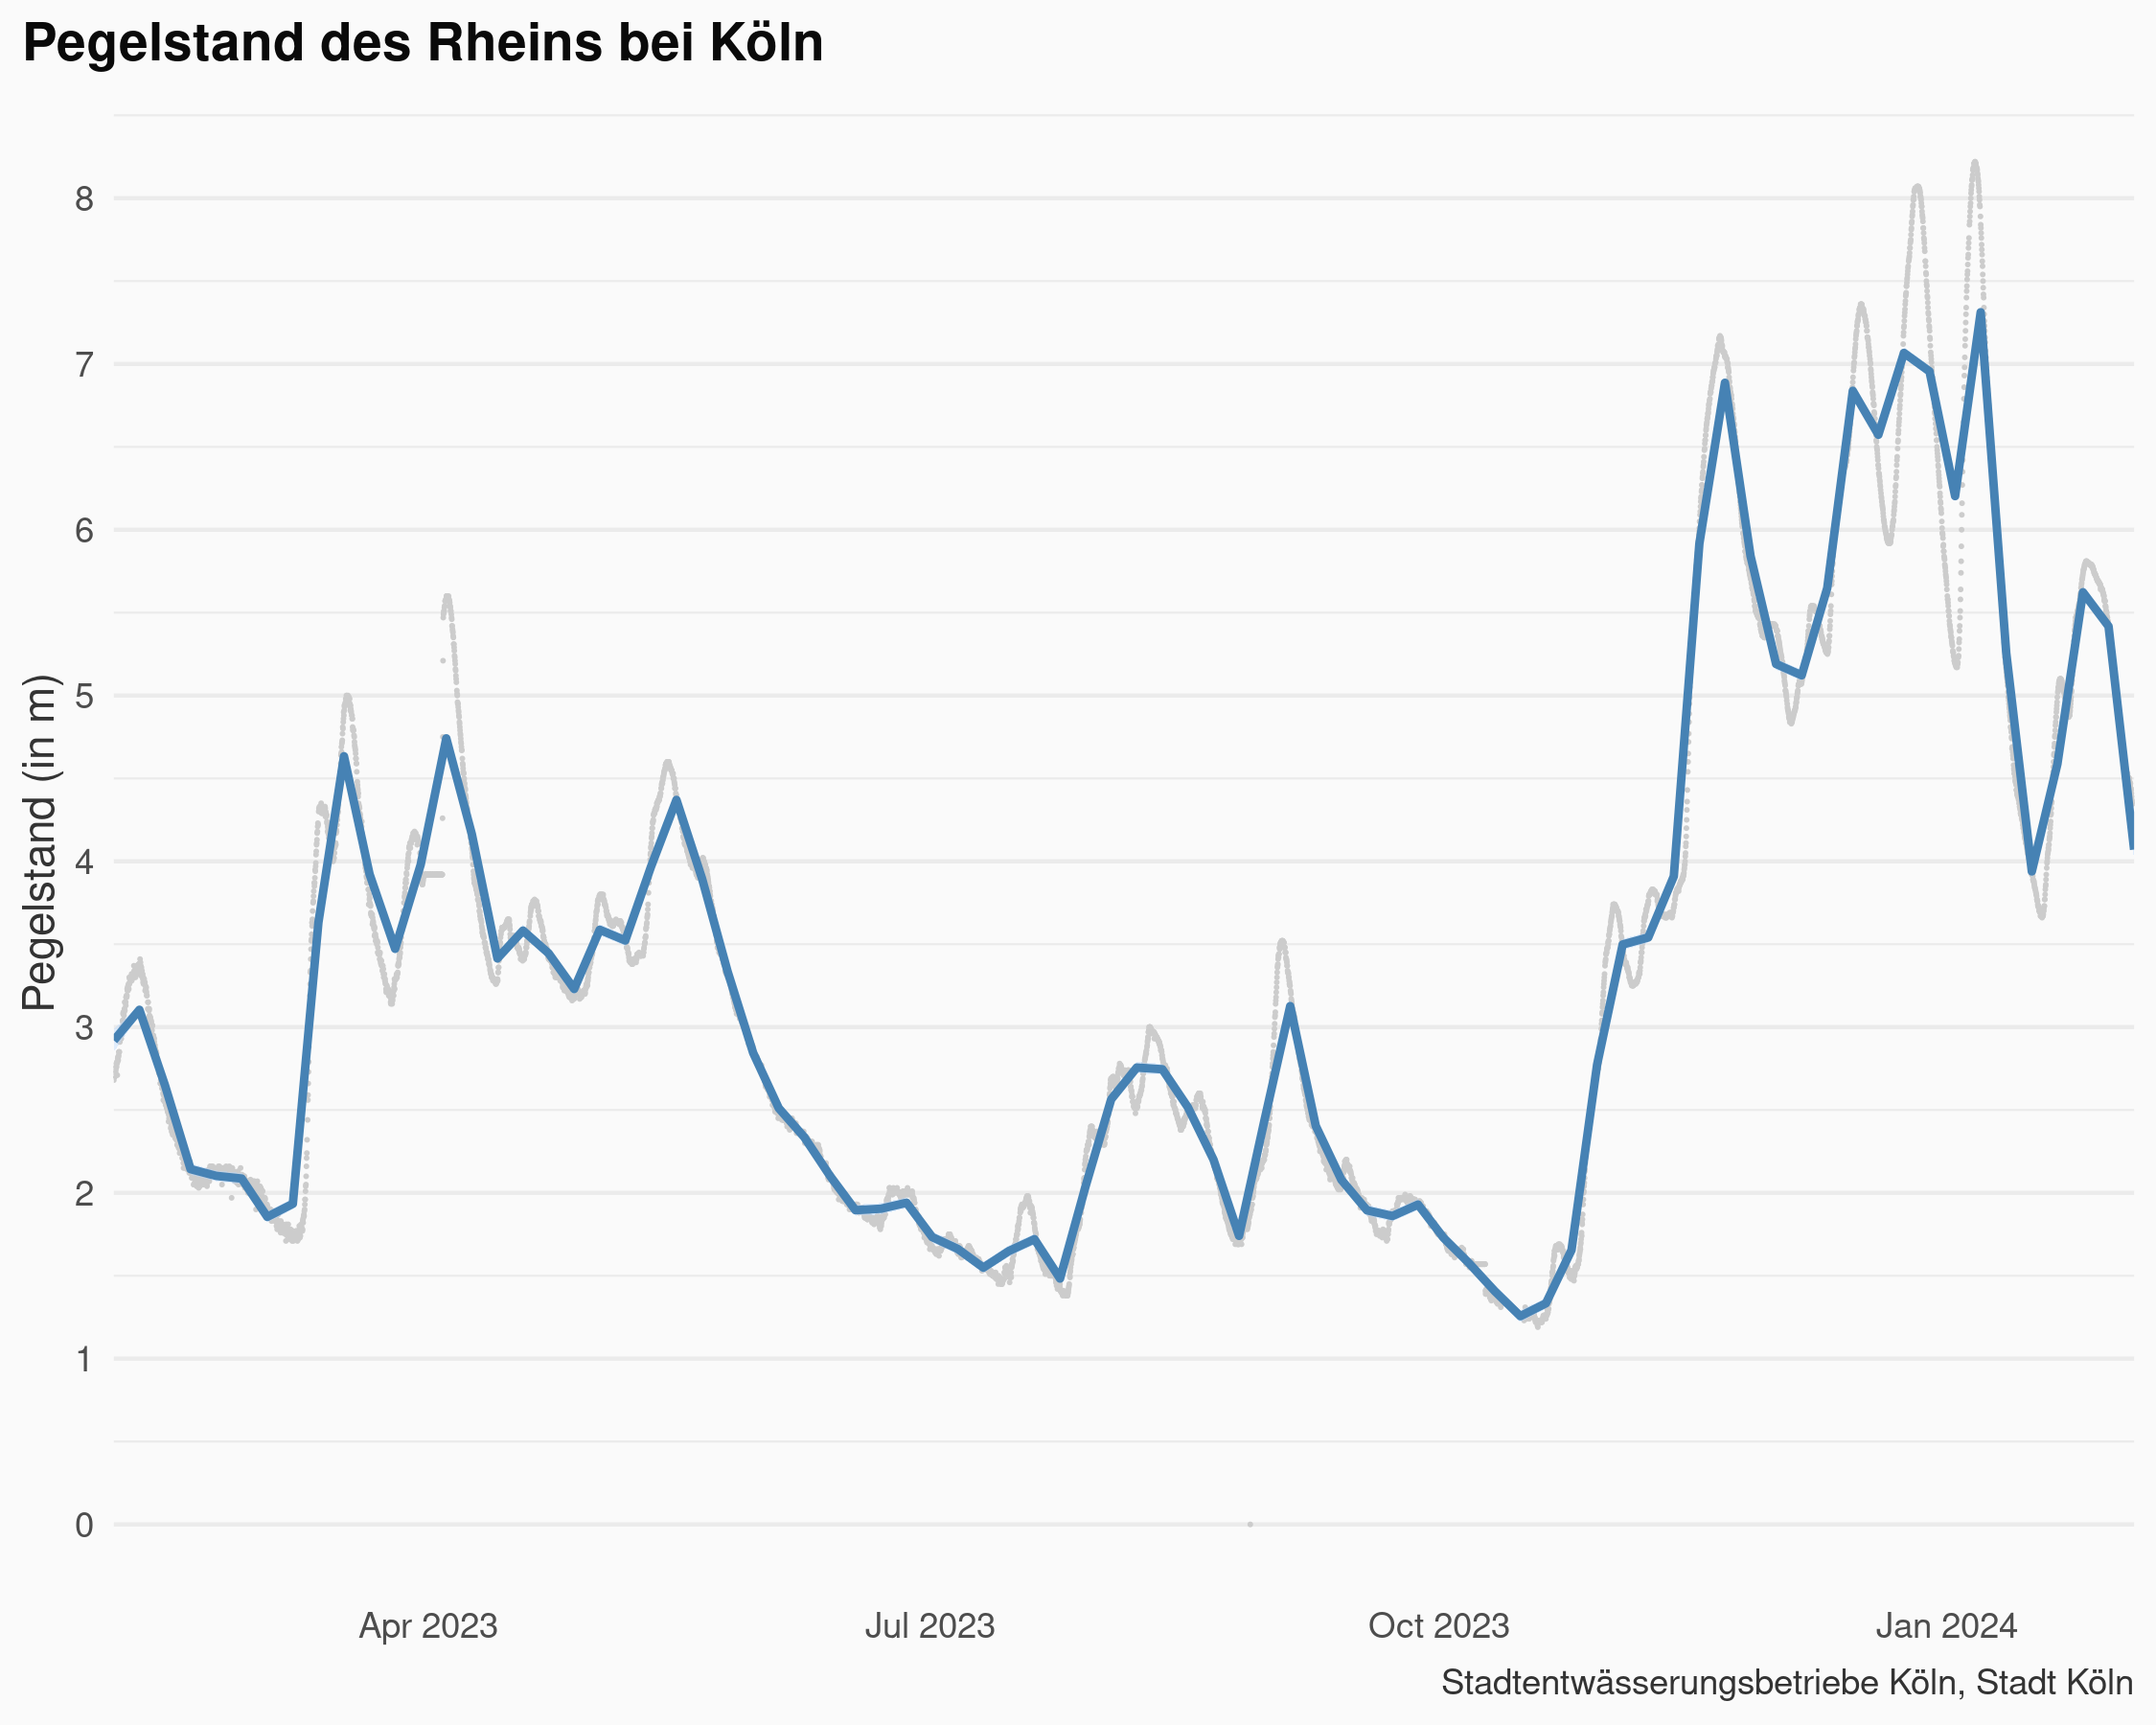 Pegelstand des Rheins bei Köln
Pegelstand (in m)
8
7
6
5
4
3
2
1
0
Apr 2023 Jul 2023 Oct 2023 Jan 2024
Stadtentwässerungsbetriebe Köln, Stadt Köln